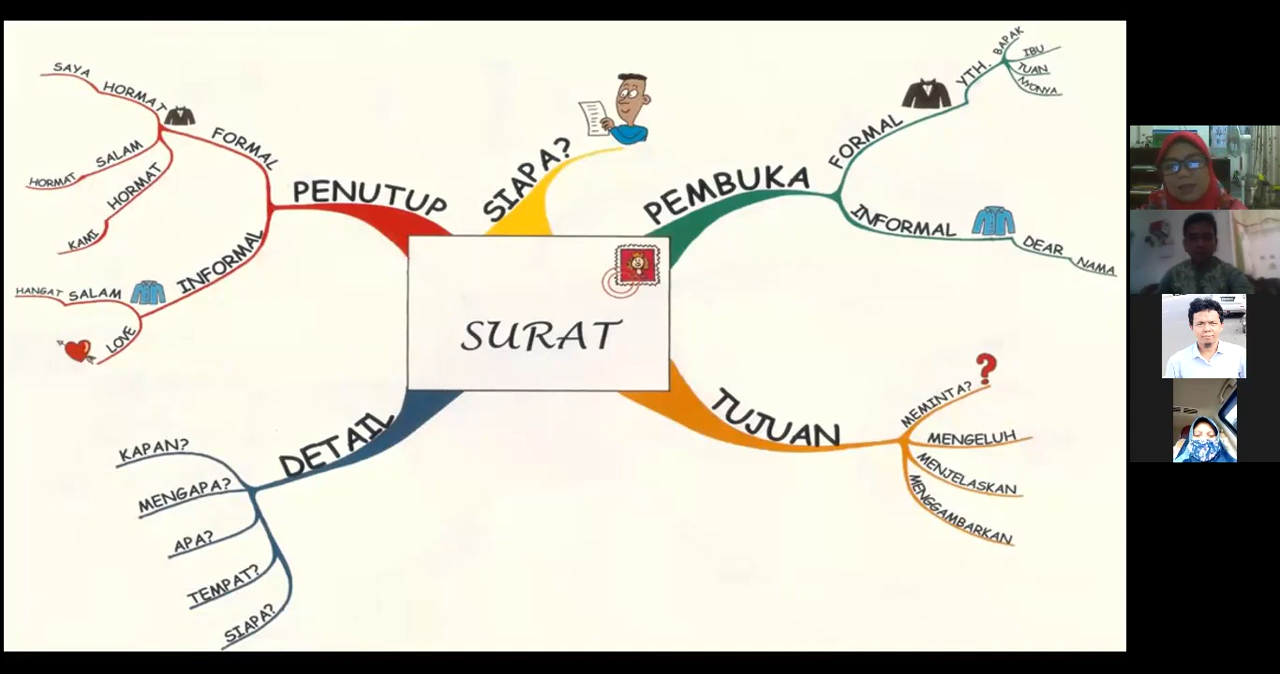 SURAT
SIAPA?
PEMBUKA
FORMAL
YTH.
BAPAK
IBU
TUAN
NYONYA
INFORMAL
DEAR
NAMA
TUJUAN
MEMINTA?
?
MENGELUH
MENJELASKAN
MENGGAMBARKAN
DETAIL
KAPAN?
MENGAPA?
APA?
TEMPAT?
SIAPA?
PENUTUP
FORMAL
HORMAT
SAYA
SALAM
HORMAT
HORMAT
KAMI
INFORMAL
SALAM
HANGAT
LOVE